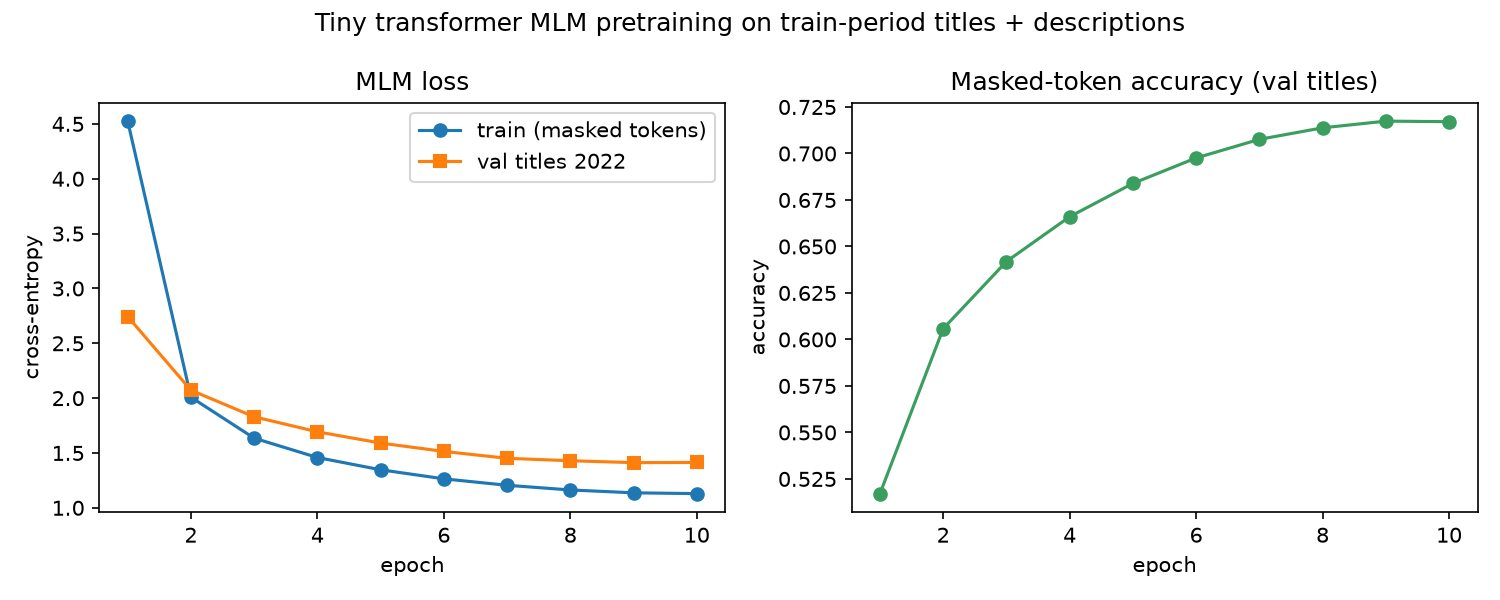 Tiny transformer MLM pretraining on train-period titles + descriptions
MLM loss
cross-entropy
4.5
4.0
3.5
3.0
2.5
2.0
1.5
1.0
train (masked tokens)
val titles 2022
2 4 6 8 10
epoch
Masked-token accuracy (val titles)
accuracy
0.725
0.700
0.675
0.650
0.625
0.600
0.575
0.550
0.525
2 4 6 8 10
epoch